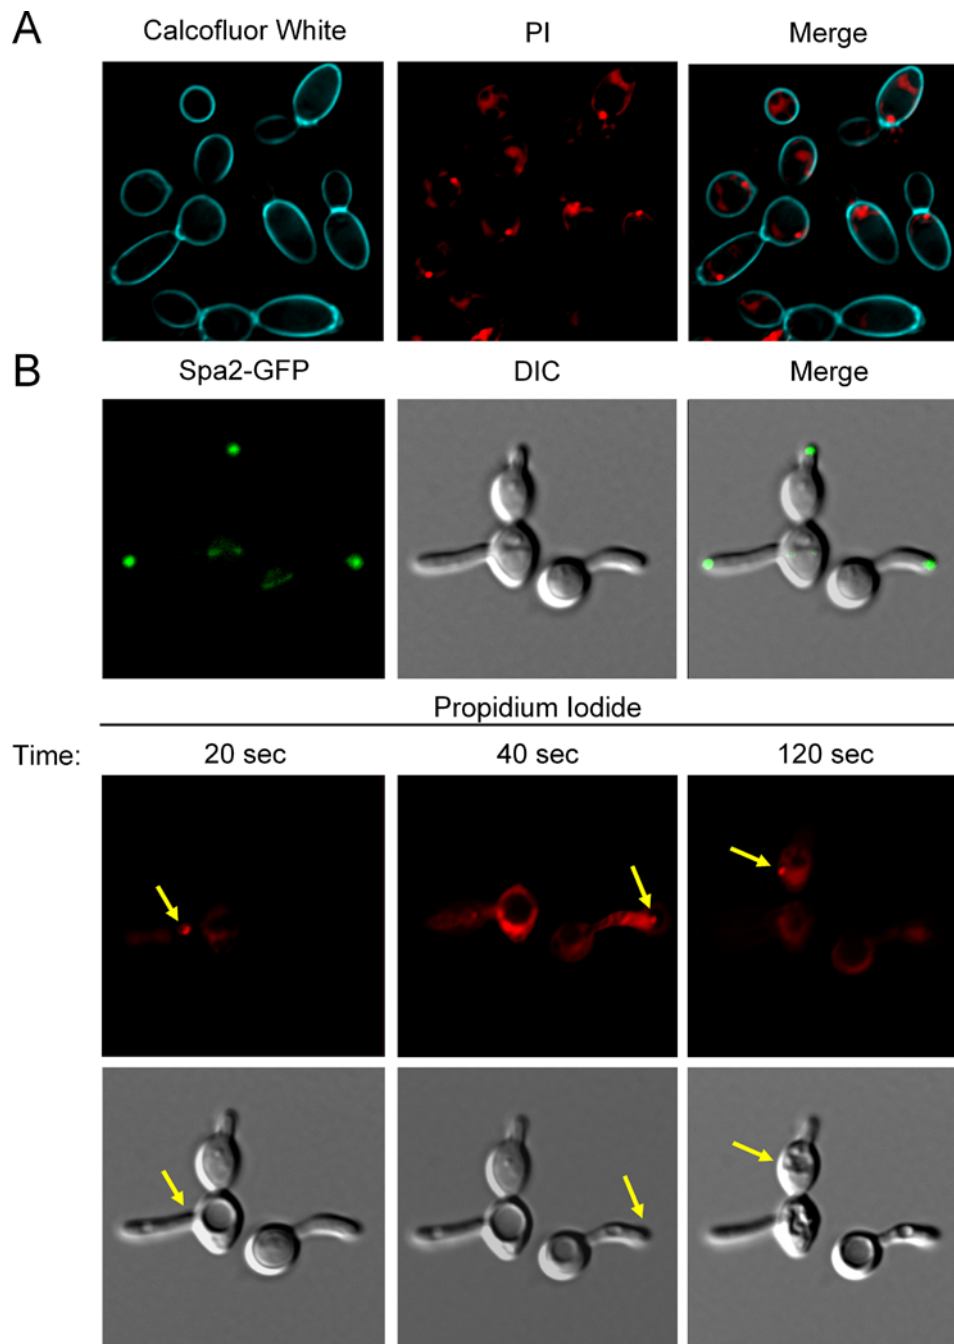 A
Calcofluor White PI Merge
B
Spa2-GFP DIC Merge
Propidium Iodide
Time: 20 sec 40 sec 120 sec